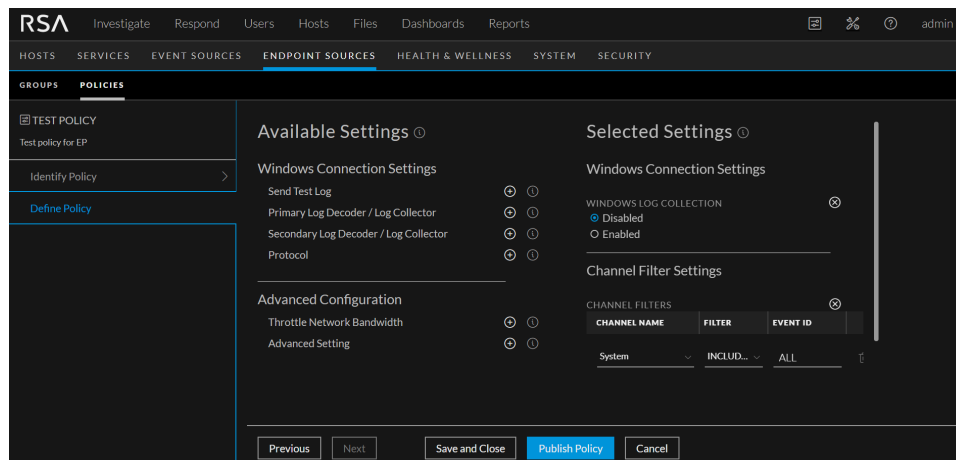 RSA Investigate Respond Users Hosts Files Dashboards Reports admin
HOSTS SERVICES EVENT SOURCES ENDPOINT SOURCES HEALTH & WELLNESS SYSTEM SECURITY
GROUPS POLICIES
TEST POLICY
Test policy for EP
Identify Policy
Define Policy
Available Settings
Windows Connection Settings
Send Test Log
Primary Log Decoder / Log Collector
Secondary Log Decoder / Log Collector
Protocol
Advanced Configuration
Throttle Network Bandwidth
Advanced Setting
Selected Settings
Windows Connection Settings
WINDOWS LOG COLLECTION
Disabled
Enabled
Channel Filter Settings
CHANNEL FILTERS
CHANNEL NAME FILTER EVENT ID
System INCLUD... ALL
Previous Next Save and Close Publish Policy Cancel